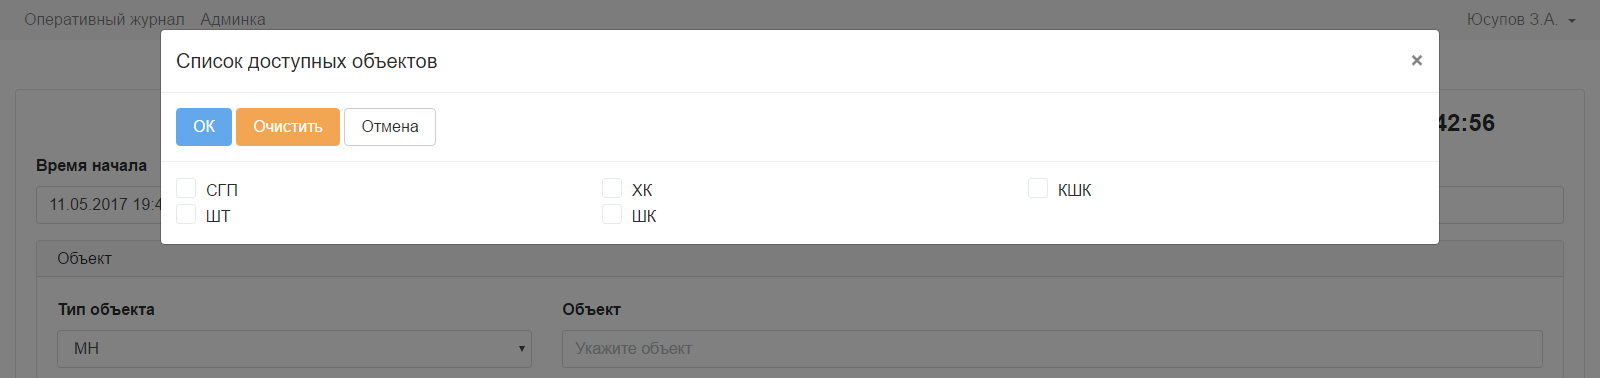 Оперативный журнал Админка Юсупов З.А.
Список доступных объектов ×
ОК Очистить Отмена
42:56
Время начала
11.05.2017 19:4
СГП ХК КШК
ШТ ШК
Объект
Тип объекта Объект
МН Укажите объект